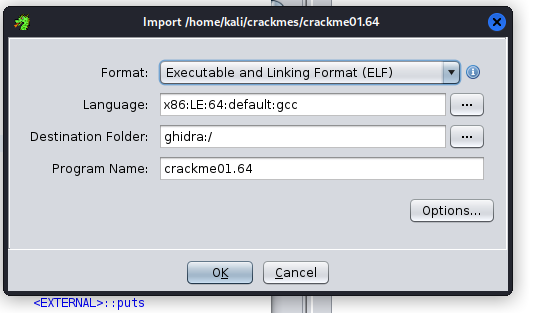 Import /home/kali/crackmes/crackme01.64
Format: Executable and Linking Format (ELF)
Language: x86:LE:64:default:gcc ...
Destination Folder: ghidra:/ ...
Program Name: crackme01.64
Options...
OK Cancel
<EXTERNAL>::puts